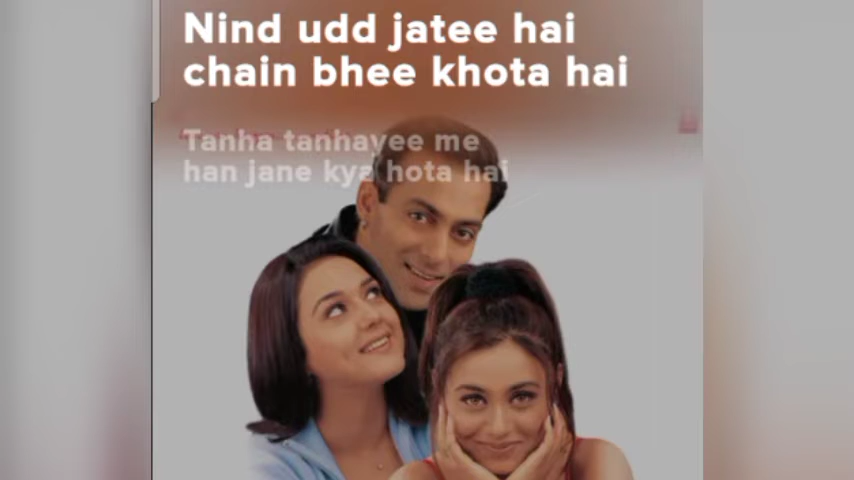 Nind udd jatee hai
chain bhee khota hai
Tanha tanhayee me
han jane kya hota hai